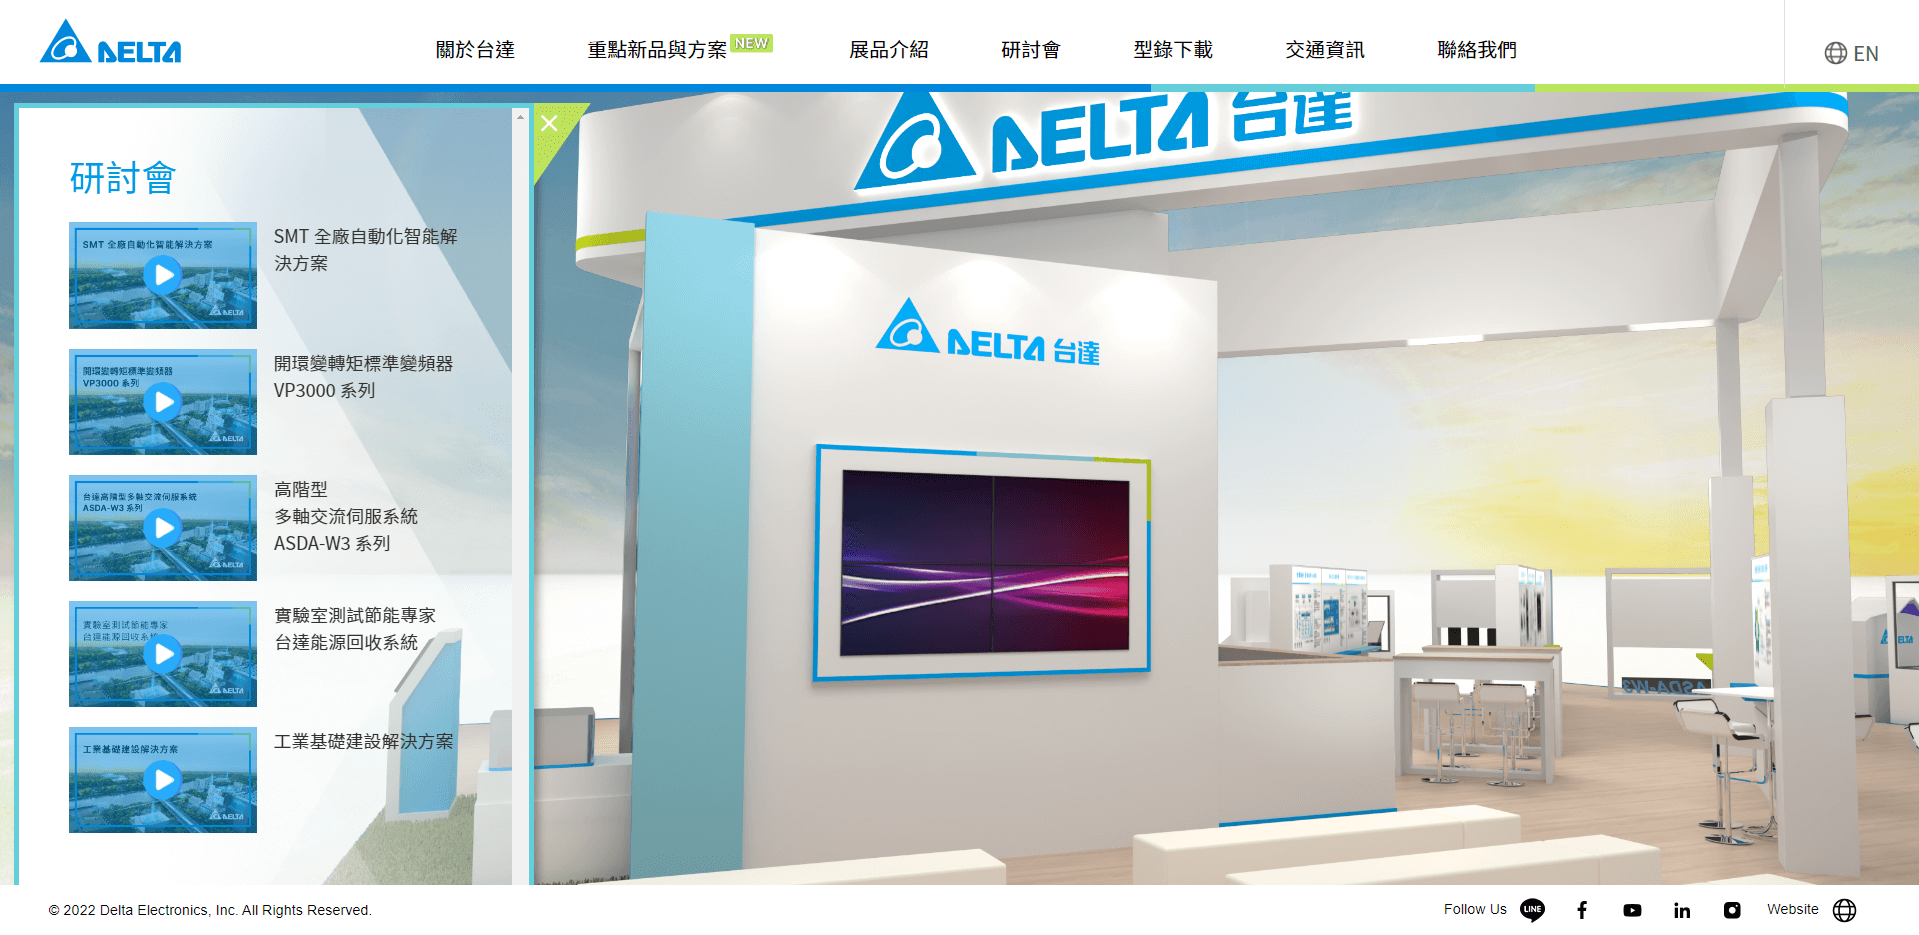 DELTA
關於台達
重點新品與方案 NEW
展品介紹
研討會
型錄下載
交通資訊
聯絡我們
EN
研討會
SMT 全廠自動化智能解決方案
DELTA
SMT 全廠自動化智能解
決方案
開環變轉矩標準變頻器
VP3000 系列
DELTA
開環變轉矩標準變頻器
VP3000 系列
台達高階型多軸交流伺服系統
ASDA-W3 系列
DELTA
高階型
多軸交流伺服系統
ASDA-W3 系列
實驗室測試節能專家
台達能源回收系統
DELTA
實驗室測試節能專家
台達能源回收系統
工業基礎建設解決方案
DELTA
工業基礎建設解決方案
DELTA 台達
DELTA 台達
ASDA-W3
DELTA
© 2022 Delta Electronics, Inc. All Rights Reserved.
Follow Us
LINE
Website